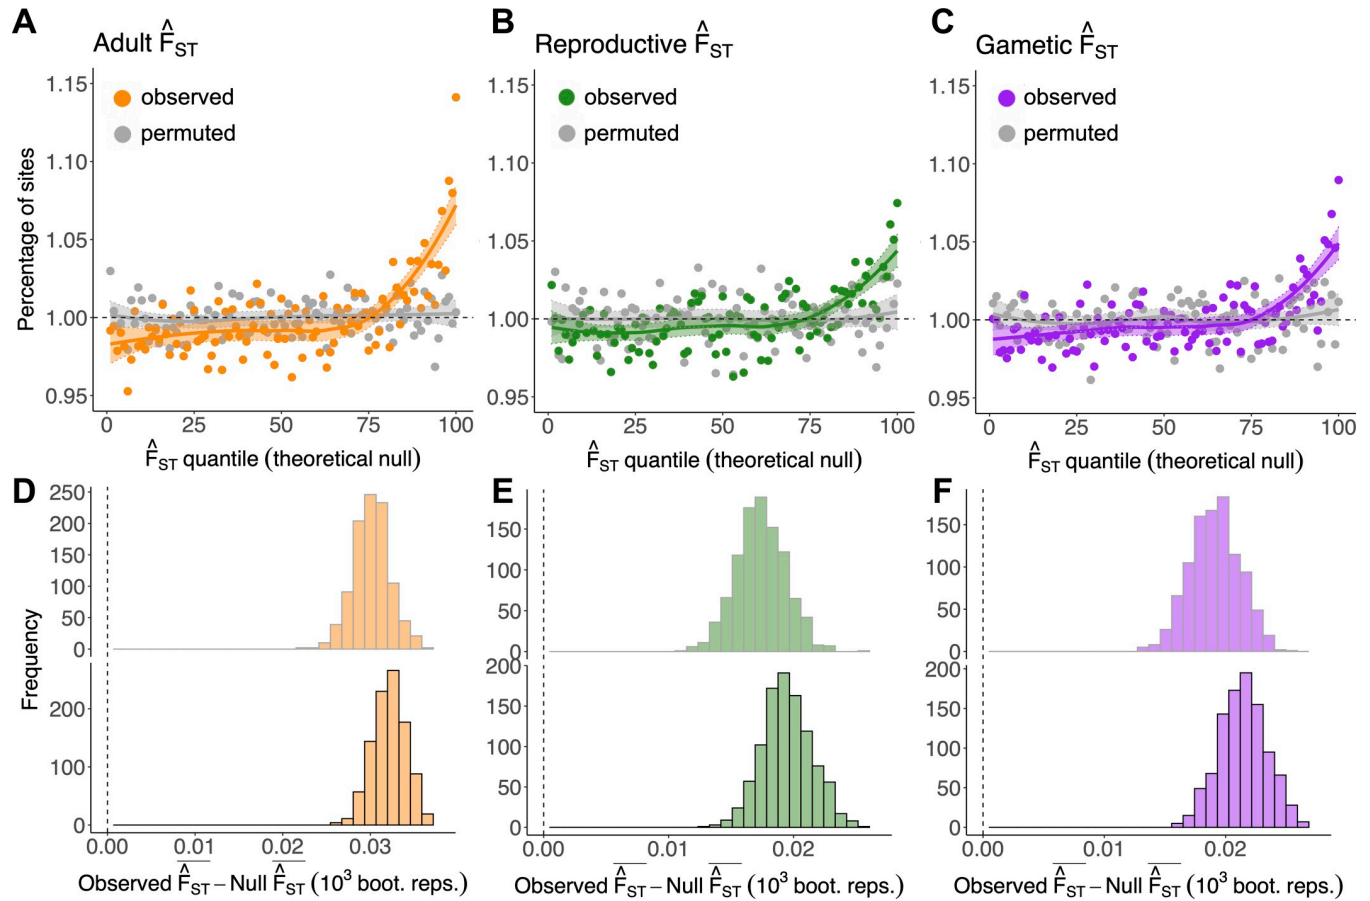 A
Adult F̂ST
1.15
1.10
1.05
1.00
0.95
Percentage of sites
observed
permuted
0 25 50 75 100
F̂ST quantile (theoretical null)
B
Reproductive F̂ST
1.15
1.10
1.05
1.00
0.95
observed
permuted
0 25 50 75 100
F̂ST quantile (theoretical null)
C
Gametic F̂ST
1.15
1.10
1.05
1.00
0.95
observed
permuted
0 25 50 75 100
F̂ST quantile (theoretical null)
D
250
200
150
100
50
0
Frequency
200
100
0
0.00 0.01 0.02 0.03
Observed F̂ST – Null F̂ST (10³ boot. reps.)
E
150
100
50
0
200
150
100
50
0
0.00 0.01 0.02
Observed F̂ST – Null F̂ST (10³ boot. reps.)
F
150
100
50
0
200
150
100
50
0
0.00 0.01 0.02
Observed F̂ST – Null F̂ST (10³ boot. reps.)